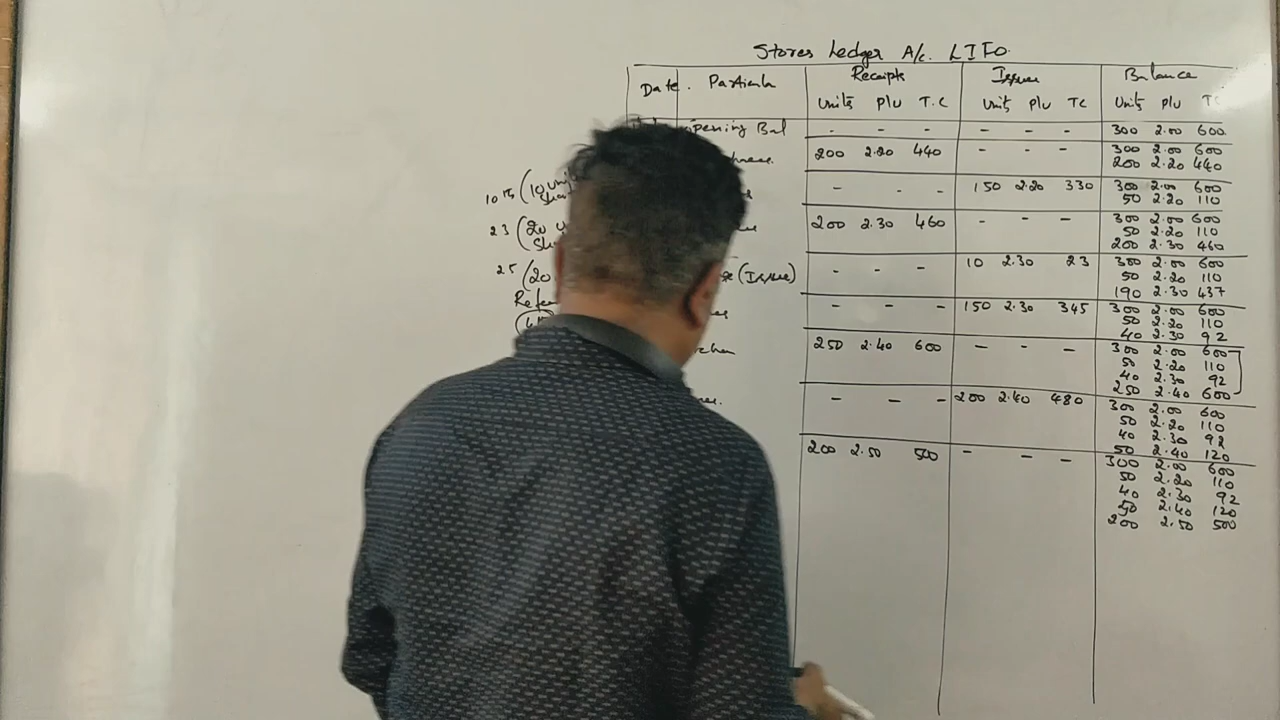 Stores Ledger A/c. LIFO.
Date. Particula Receipts Issues Balance
Units P/u T.C Units P/u TC Units P/u TC
opening Bal - - - - - - 300 2.00 600
200 2.20 440 - - - 300 2.00 600
200 2.20 440
10th (10 units - - - 150 2.20 330 300 2.00 600
50 2.20 110
23 (20 200 2.30 460 - - - 300 2.00 600
50 2.20 110
200 2.30 460
25 (20 (Issue) - - - 10 2.30 23 300 2.00 600
50 2.20 110
190 2.30 437
- - - 150 2.30 345 300 2.00 600
50 2.20 110
40 2.30 92
250 2.40 600 - - - 300 2.00 600
50 2.20 110
40 2.30 92
250 2.40 600
- - - 200 2.40 480 300 2.00 600
50 2.20 110
40 2.30 92
50 2.40 120
200 2.50 500 - - - 300 2.00 600
50 2.20 110
40 2.30 92
50 2.40 120
200 2.50 500